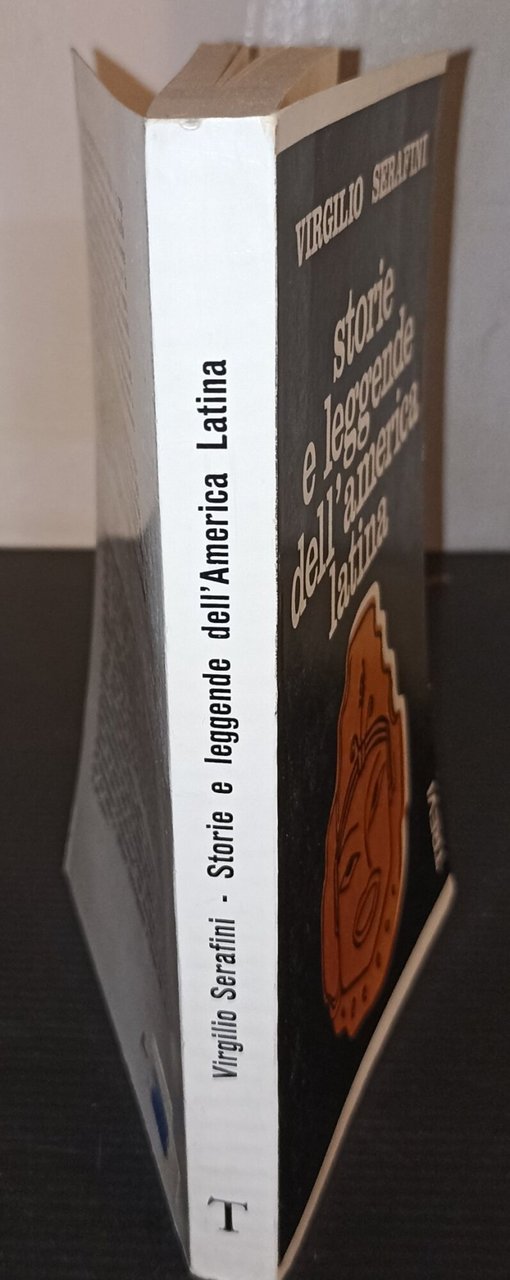 Virgilio Serafini - Storie e leggende dell'America Latina
T
VIRGILIO SERAFINI
storie
e leggende
dell'america
latina